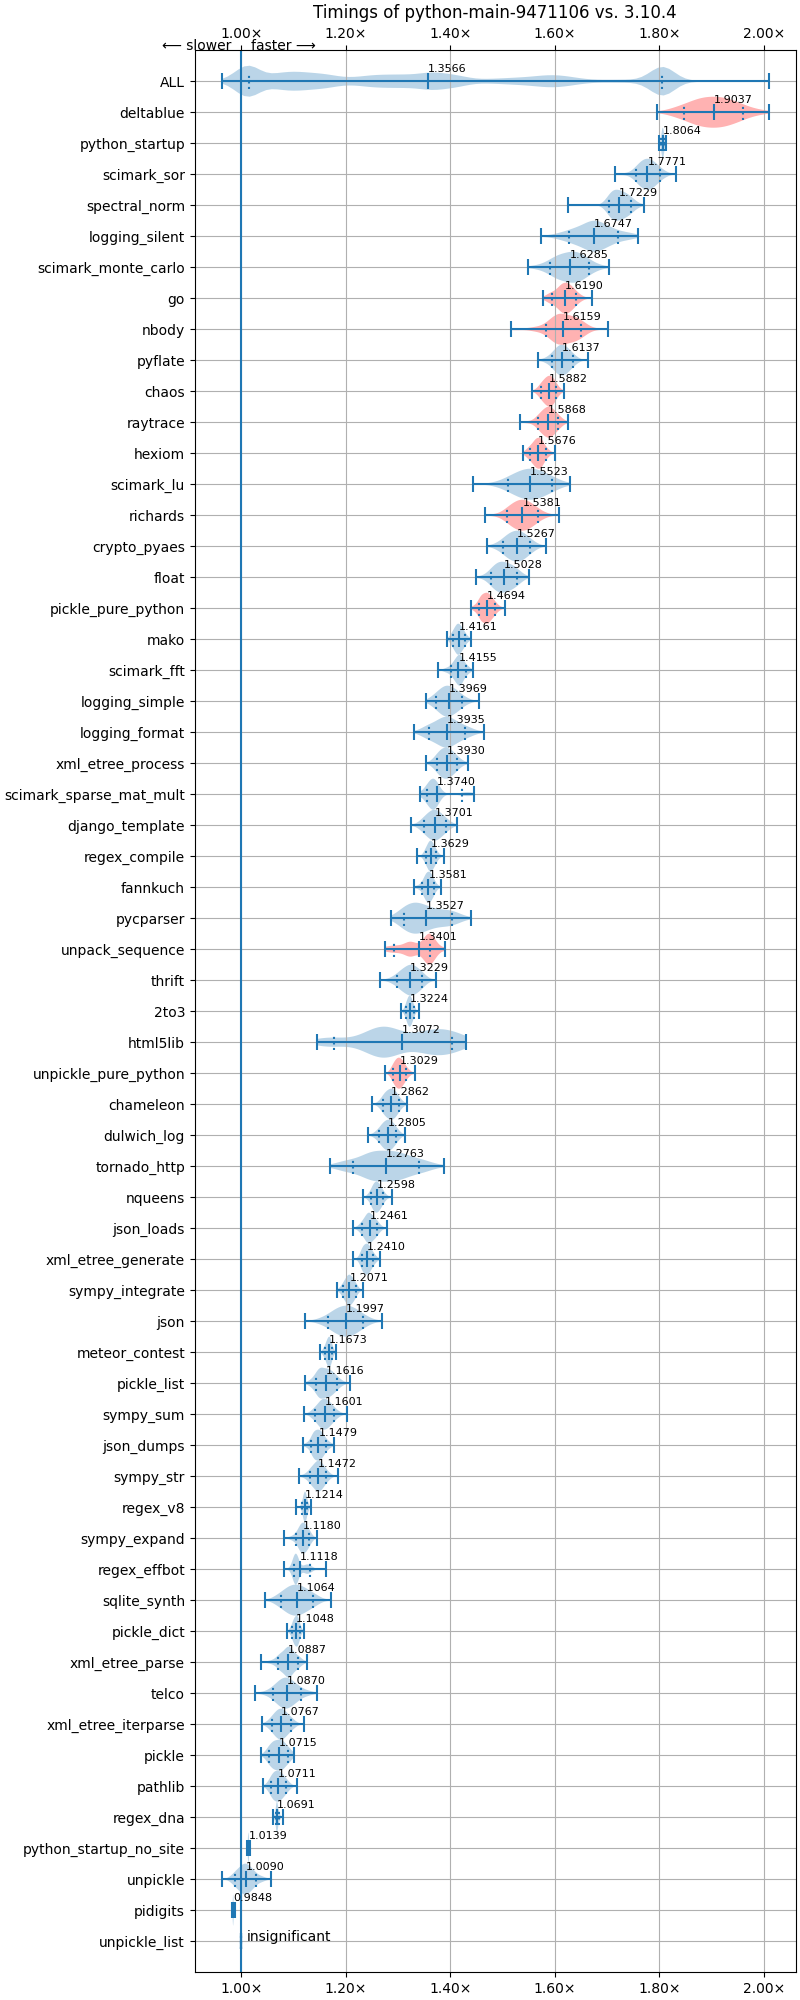 Timings of python-main-9471106 vs. 3.10.4
1.00× 1.20× 1.40× 1.60× 1.80× 2.00×
⟵ slower faster ⟶
ALL 1.3566
deltablue 1.9037
python_startup 1.8064
scimark_sor 1.7771
spectral_norm 1.7229
logging_silent 1.6747
scimark_monte_carlo 1.6285
go 1.6190
nbody 1.6159
pyflate 1.6137
chaos 1.5882
raytrace 1.5868
hexiom 1.5676
scimark_lu 1.5523
richards 1.5381
crypto_pyaes 1.5267
float 1.5028
pickle_pure_python 1.4694
mako 1.4161
scimark_fft 1.4155
logging_simple 1.3969
logging_format 1.3935
xml_etree_process 1.3930
scimark_sparse_mat_mult 1.3740
django_template 1.3701
regex_compile 1.3629
fannkuch 1.3581
pycparser 1.3527
unpack_sequence 1.3401
thrift 1.3229
2to3 1.3224
html5lib 1.3072
unpickle_pure_python 1.3029
chameleon 1.2862
dulwich_log 1.2805
tornado_http 1.2763
nqueens 1.2598
json_loads 1.2461
xml_etree_generate 1.2410
sympy_integrate 1.2071
json 1.1997
meteor_contest 1.1673
pickle_list 1.1616
sympy_sum 1.1601
json_dumps 1.1479
sympy_str 1.1472
regex_v8 1.1214
sympy_expand 1.1180
regex_effbot 1.1118
sqlite_synth 1.1064
pickle_dict 1.1048
xml_etree_parse 1.0887
telco 1.0870
xml_etree_iterparse 1.0767
pickle 1.0715
pathlib 1.0711
regex_dna 1.0691
python_startup_no_site 1.0139
unpickle 1.0090
pidigits 0.9848
unpickle_list insignificant
1.00× 1.20× 1.40× 1.60× 1.80× 2.00×